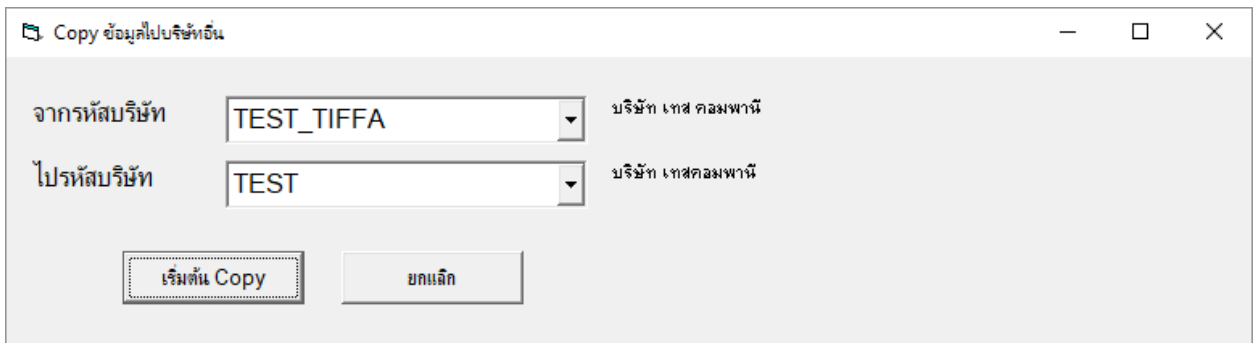 Copy ข้อมูลไปบริษัทอื่น
จากรหัสบริษัท TEST_TIFFA บริษัท เทส คอมพานี
ไปรหัสบริษัท TEST บริษัท เทสคอมพานี
เริ่มต้น Copy ยกเลิก